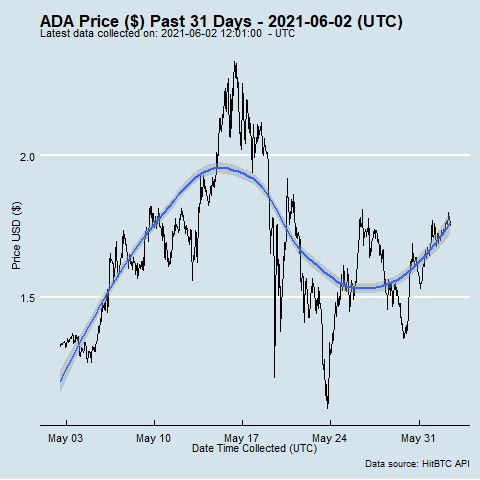 ADA Price ($) Past 31 Days - 2021-06-02 (UTC)
Latest data collected on: 2021-06-02 12:01:00 - UTC
Price USD ($)
2.0
1.5
May 03 May 10 May 17 May 24 May 31
Date Time Collected (UTC)
Data source: HitBTC API